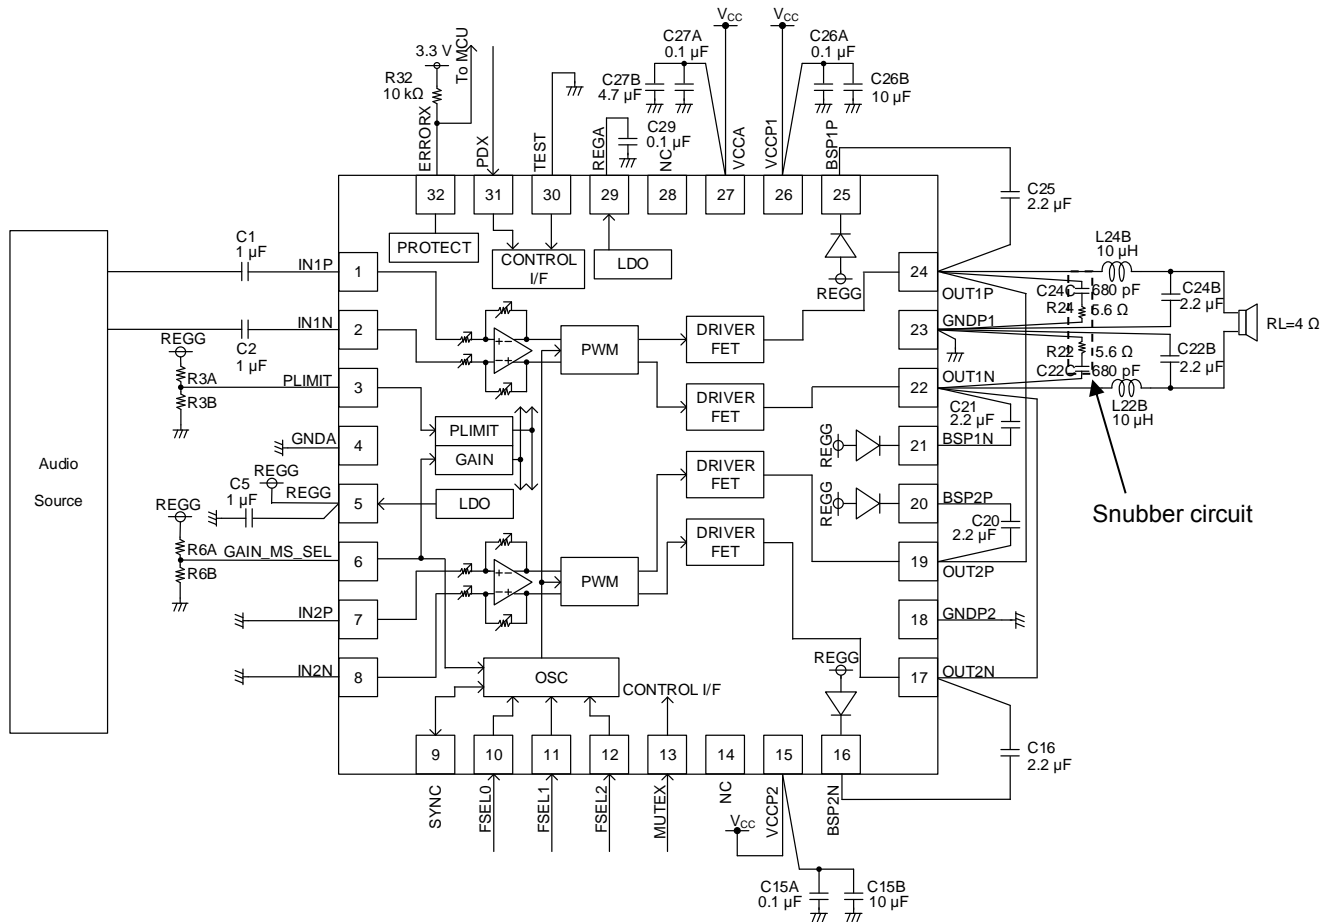 VCC
VCC
C27A
0.1 µF
C26A
0.1 µF
3.3 V
To MCU
R32
10 kΩ
C27B
4.7 µF
C26B
10 µF
C29
0.1 µF
ERRORX
PDX
TEST
REGA
NC
VCCA
VCCP1
BSP1P
32
31
30
29
28
27
26
25
C25
2.2 µF
PROTECT
CONTROL
I/F
LDO
REGG
C1
1 µF
IN1P
1
24
OUT1P
L24B
10 µH
C24C
680 pF
C24B
2.2 µF
R24
5.6 Ω
IN1N
2
C2
1 µF
PWM
DRIVER
FET
23
GNDP1
RL=4 Ω
R22
5.6 Ω
C22B
2.2 µF
C22C
680 pF
REGG
R3A
R3B
PLIMIT
3
DRIVER
FET
22
OUT1N
L22B
10 µH
C21
2.2 µF
GNDA
4
PLIMIT
GAIN
REGG
21
BSP1N
Audio
Source
C5
1 µF
REGG
REGG
5
LDO
DRIVER
FET
REGG
20
BSP2P
C20
2.2 µF
Snubber circuit
REGG
R6A
R6B
GAIN_MS_SEL
6
DRIVER
FET
19
OUT2P
PWM
IN2P
7
18
GNDP2
IN2N
8
OSC
CONTROL I/F
REGG
17
OUT2N
9
10
11
12
13
14
15
16
C16
2.2 µF
SYNC
FSEL0
FSEL1
FSEL2
MUTEX
NC
VCCP2
BSP2N
VCC
C15A
0.1 µF
C15B
10 µF